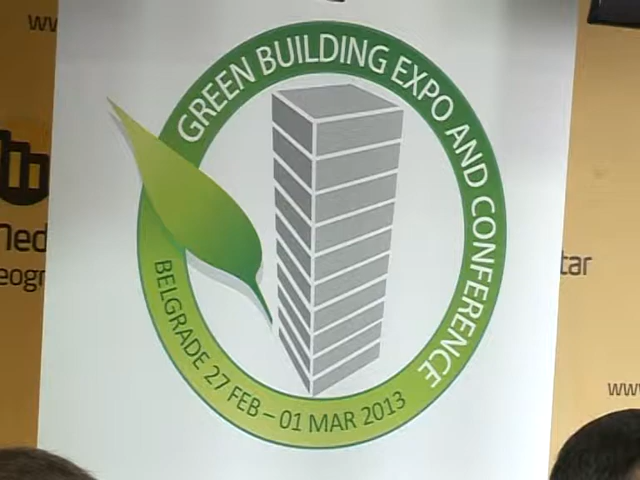 GREEN BUILDING EXPO AND CONFERENCE
BELGRADE 27 FEB – 01 MAR 2013